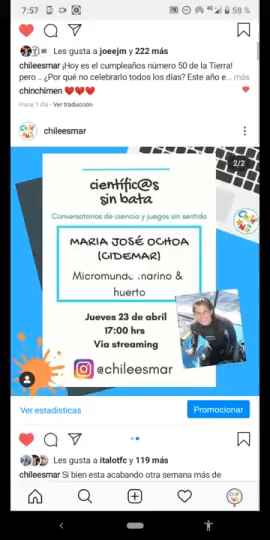 7:57
58 %
Les gusta a joeejm y 222 más
chileesmar ¡Hoy es el cumpleaños número 50 de la Tierra!
pero .. ¿Por qué no celebrarlo todos los días? Este año e... más
chinchimen ❤❤❤
Hace 1 día · Ver traducción
chileesmar
2/2
científic@s
sin bata
Conversatorios de ciencia y juegos sin sentido
MARIA JOSÉ OCHOA
(CIDEMAR)
Micromundo marino &
huerto
Jueves 23 de abril
17:00 hrs
Via streaming
@chileesmar
Ver estadísticas
Promocionar
Les gusta a italotfc y 119 más
chileesmar Si bien esta acabando otra semana más de